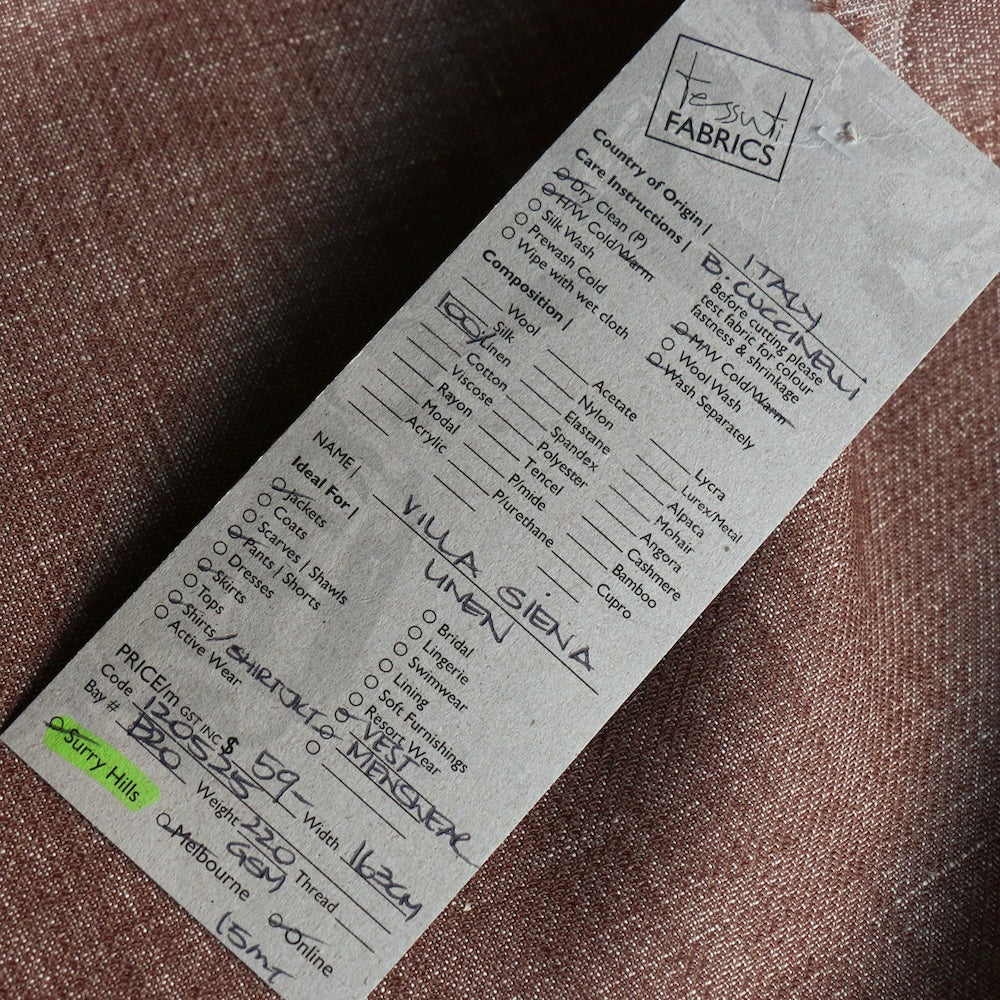 tessuti
FABRICS
Country of Origin | ITALY
Care Instructions | B. CUCCINELLI
Dry Clean (P)
H/W Cold/Warm
Silk Wash
Prewash Cold
Wipe with wet cloth
Before cutting please
test fabric for colour
fastness & shrinkage
M/W Cold/Warm
Wool Wash
Wash Separately
Composition |
Wool
Silk
100% Linen
Cotton
Viscose
Rayon
Modal
Acrylic
Acetate
Nylon
Elastane
Spandex
Polyester
Tencel
P/mide
P/urethane
Lycra
Lurex/Metal
Alpaca
Mohair
Angora
Cashmere
Bamboo
Cupro
NAME | VILLA SIENA
LINEN
Ideal For |
Jackets
Coats
Scarves | Shawls
Pants | Shorts
Dresses
Skirts
Tops
Shirts/SHIRTJKT
Active Wear
Bridal
Lingerie
Swimwear
Lining
Soft Furnishings
Resort Wear
VEST
MENSWEAR
PRICE/m GST INC $ 59-
Code 120535 Width 163CM
Bay # B20 Weight 220 GSM Thread
Surry Hills
Melbourne
Online
15mt